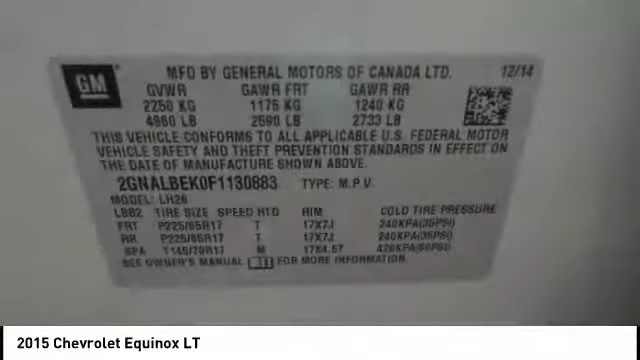 GM
MFD BY GENERAL MOTORS OF CANADA LTD. 12/14
GVWR GAWR FRT GAWR RR
2250 KG 1175 KG 1240 KG
4960 LB 2590 LB 2733 LB
THIS VEHICLE CONFORMS TO ALL APPLICABLE U.S. FEDERAL MOTOR
VEHICLE SAFETY AND THEFT PREVENTION STANDARDS IN EFFECT ON
THE DATE OF MANUFACTURE SHOWN ABOVE.
2GNALBEK0F1130883 TYPE: M.P.V.
MODEL: LH26
LBB2 TIRE SIZE SPEED RTG RIM COLD TIRE PRESSURE
FRT P225/65R17 T 17X7J 240KPA(35PSI)
RR P225/65R17 T 17X7J 240KPA(35PSI)
SPA T145/70R17 M 17X4.5T 420KPA(60PSI)
SEE OWNER'S MANUAL FOR MORE INFORMATION.
2015 Chevrolet Equinox LT